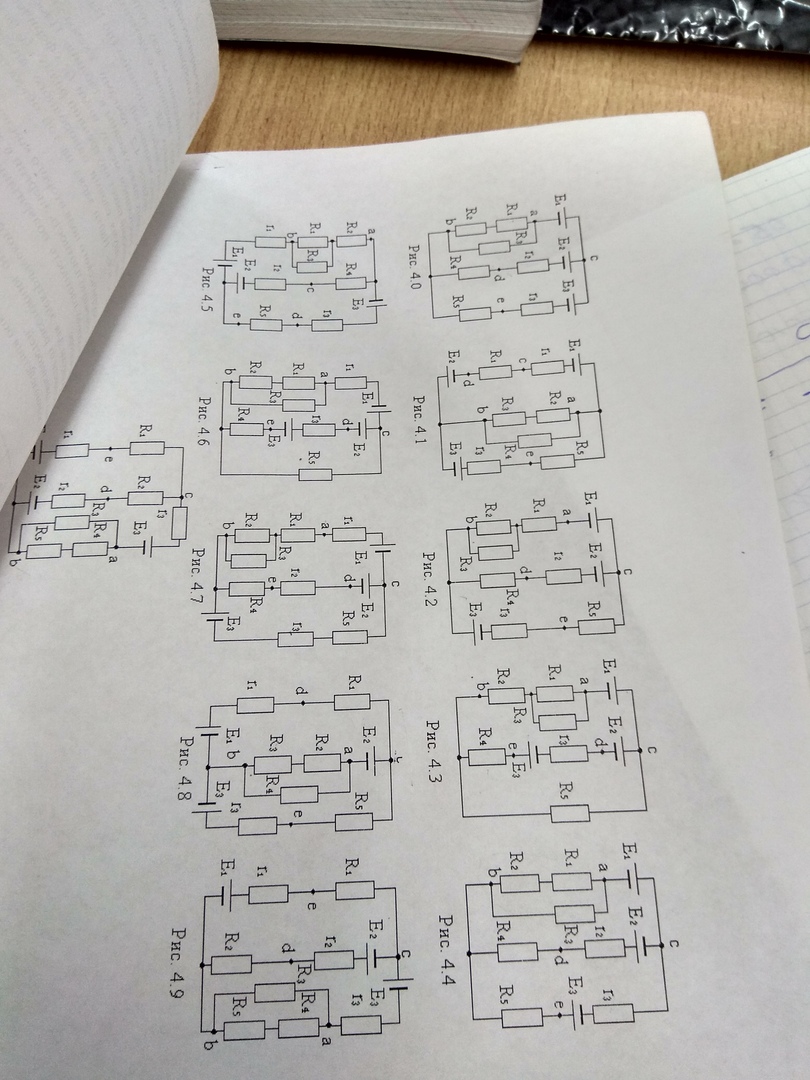 c
E₁ E₂ E₃
a
R₁ R₃ r₂ r₃
d e
R₂ R₄ R₅
b
Рис. 4.0
E₁ a R₂ R₅
r₁
c e
R₁ R₃ R₄ r₃
b
d
E₂ E₃
Рис. 4.1
c
E₁ E₂ R₅
a r₂ e
R₁ d
R₄ r₃
R₂
b R₃ E₃
Рис. 4.2
c
E₁ E₂
d
a
R₁ r₃ R₅
R₃ e E₃
R₂
b R₄
Рис. 4.3
c
E₁ E₂
a r₂ r₃
R₁ R₃ d E₃
e
R₂ R₄ R₅
b
Рис. 4.4
a
R₂ R₄ E₃
r₃
R₁ R₃ c
b d
r₁ r₂ R₅
E₂
E₁ e
Рис. 4.5
c
E₁ E₂
r₁ d
a r₃ R₅
R₁
R₃ e E₃
R₂ R₄
b
Рис. 4.6
c
E₁ E₂
r₁ d R₅
a
R₁ R₃ r₂ r₃
e
R₂ R₄
b E₃
Рис. 4.7
c
E₂ R₅
R₁ a
R₂
d e
R₃ R₄
r₁ b r₃
E₁ E₃
Рис. 4.8
c
E₂ E₃
R₁ r₃
r₂ a
e R₃ R₄
d
r₁ R₅
E₁ R₂
b
Рис. 4.9
c
r₃
R₁ R₂ E₃
e d a
R₃ R₄
r₁ r₂
E₂ R₅
b